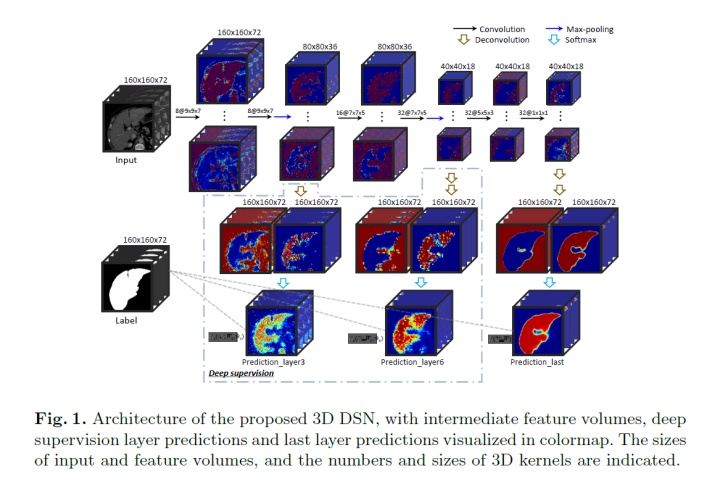 160x160x72
80x80x36
80x80x36
Convolution
Max-pooling
Deconvolution
Softmax
160x160x72
40x40x18
40x40x18
40x40x18
8@9x9x7
8@9x9x7
16@7x7x5
32@7x7x5
32@5x5x3
32@1x1x1
Input
160x160x72
160x160x72
160x160x72
160x160x72
160x160x72
160x160x72
160x160x72
Label
Prediction_layer3
Prediction_layer6
Prediction_last
Deep supervision
Fig. 1. Architecture of the proposed 3D DSN, with intermediate feature volumes, deep
supervision layer predictions and last layer predictions visualized in colormap. The sizes
of input and feature volumes, and the numbers and sizes of 3D kernels are indicated.